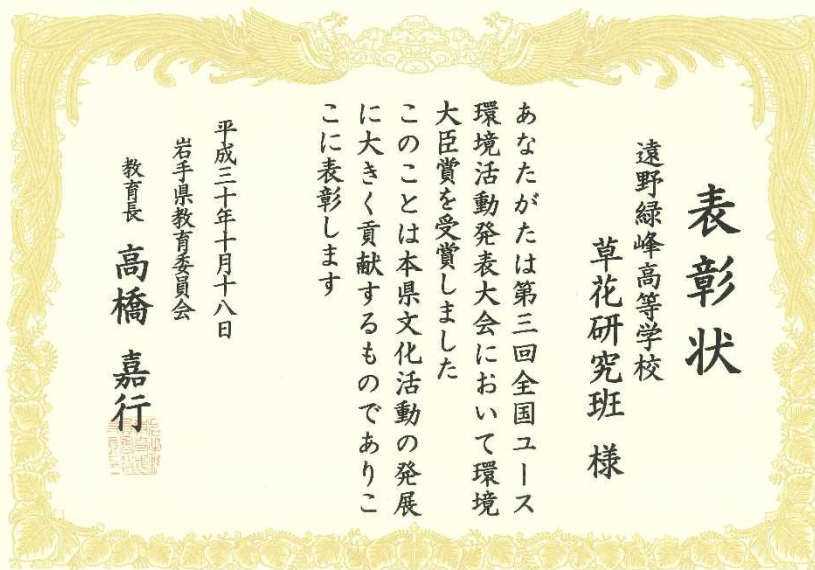 表彰状
遠野緑峰高等学校
草花研究班 様
あなたがたは第三回全国ユース
環境活動発表大会において環境
大臣賞を受賞しました
このことは本県文化活動の発展
に大きく貢献するものでありこ
こに表彰します
平成三十年十月十八日
岩手県教育委員会
教育長 高橋 嘉行